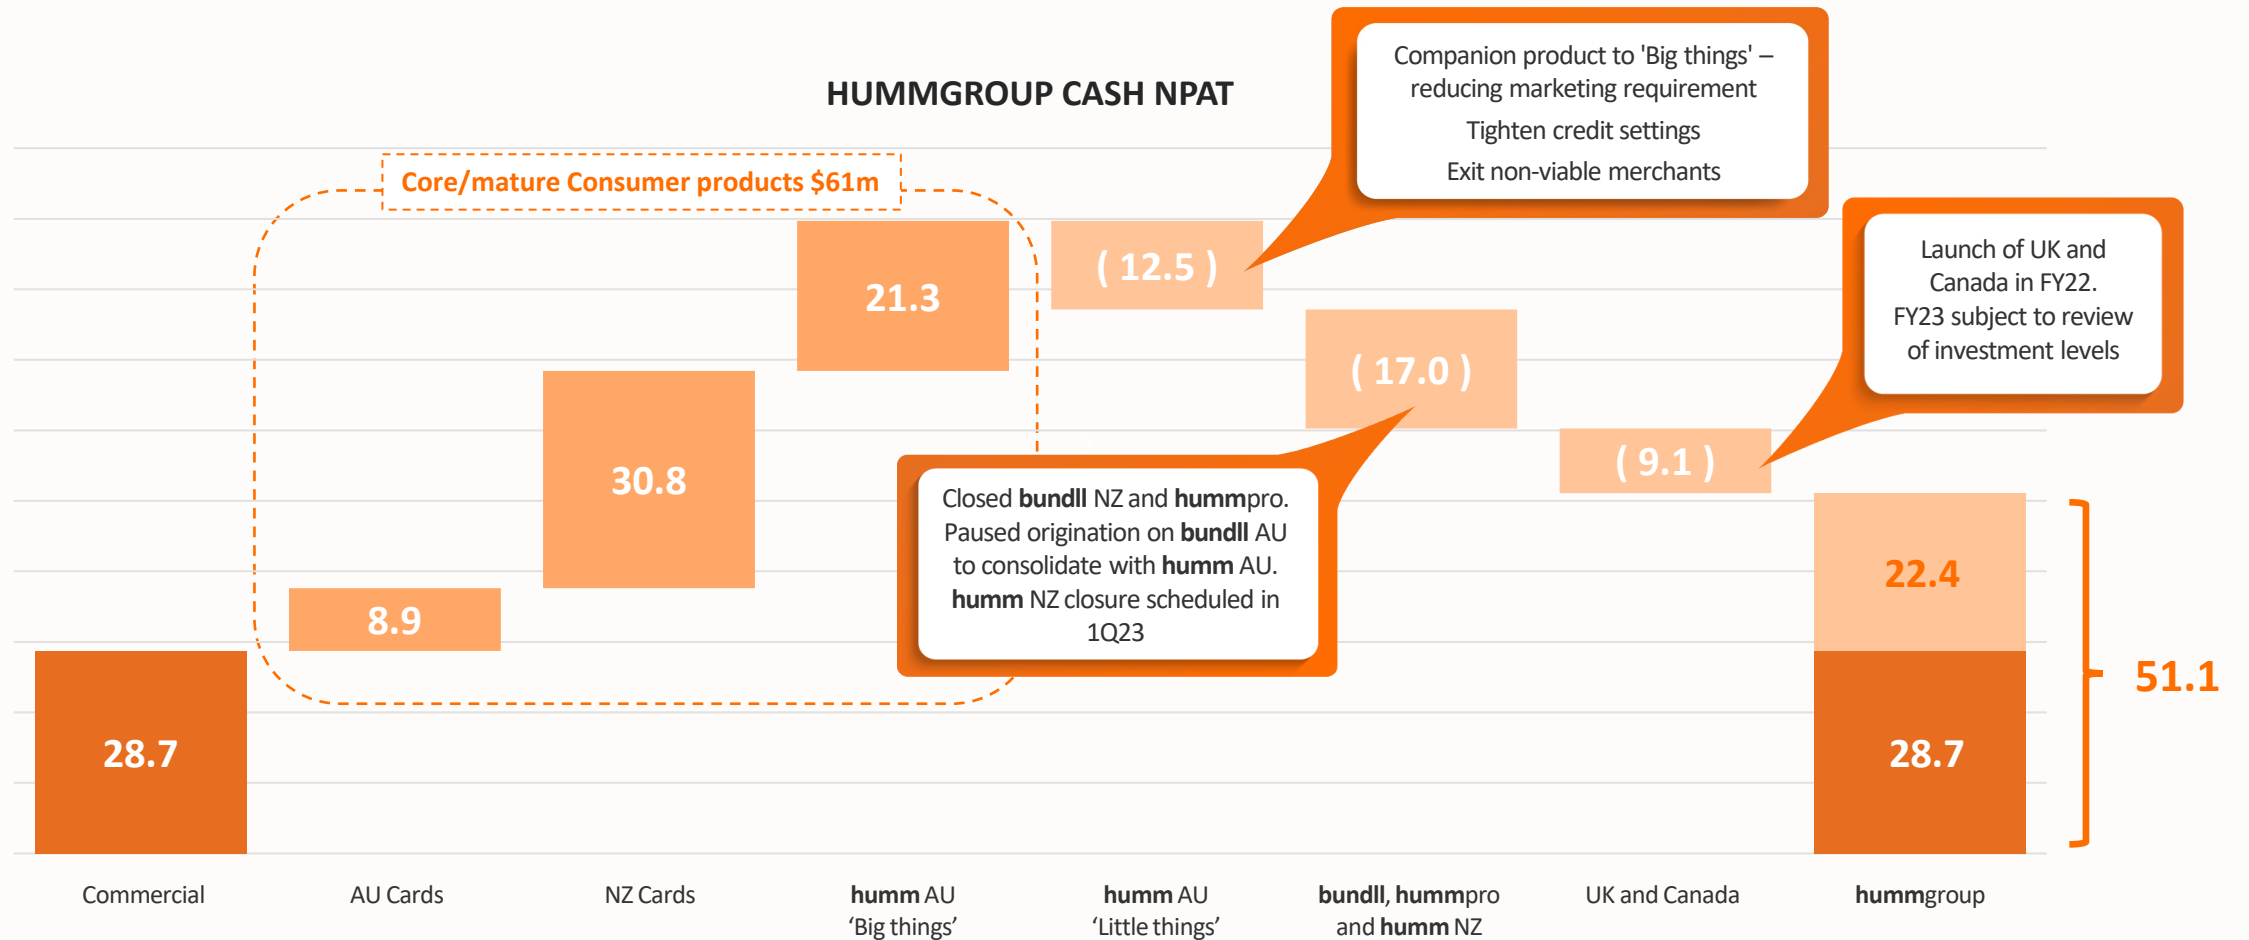 HUMMGROUP CASH NPAT
Companion product to 'Big things' –
reducing marketing requirement
Tighten credit settings
Exit non-viable merchants
Core/mature Consumer products $61m
Launch of UK and
Canada in FY22.
FY23 subject to review
of investment levels
( 12.5 )
21.3
( 17.0 )
( 9.1 )
30.8
Closed bundll NZ and hummpro.
Paused origination on bundll AU
to consolidate with humm AU.
humm NZ closure scheduled in
1Q23
22.4
8.9
51.1
28.7
28.7
Commercial
AU Cards
NZ Cards
humm AU
‘Big things’
humm AU
‘Little things’
bundll, hummpro
and humm NZ
UK and Canada
hummgroup